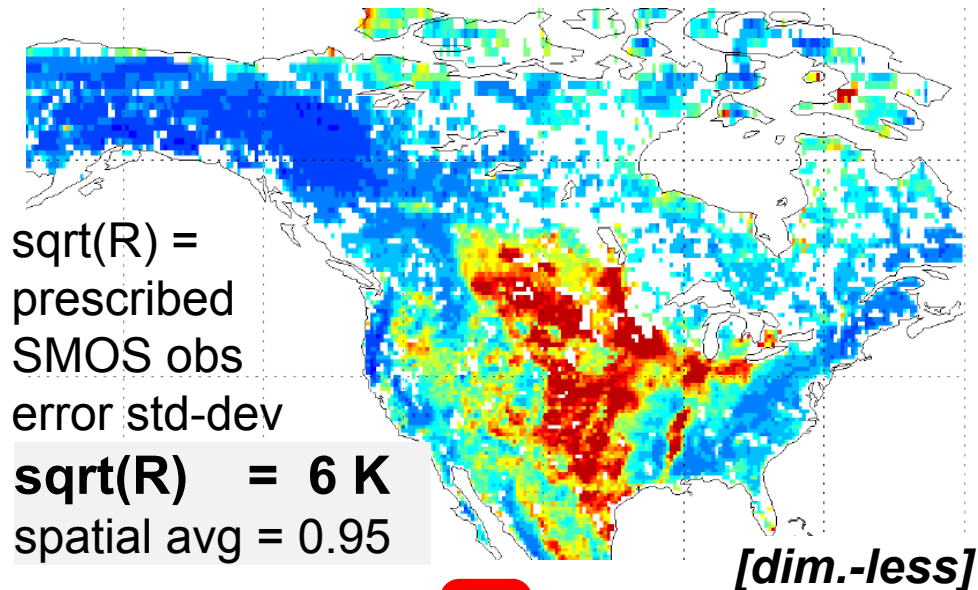 sqrt(R) =
prescribed
SMOS obs
error std-dev
sqrt(R) = 6 K
spatial avg = 0.95
[dim.-less]